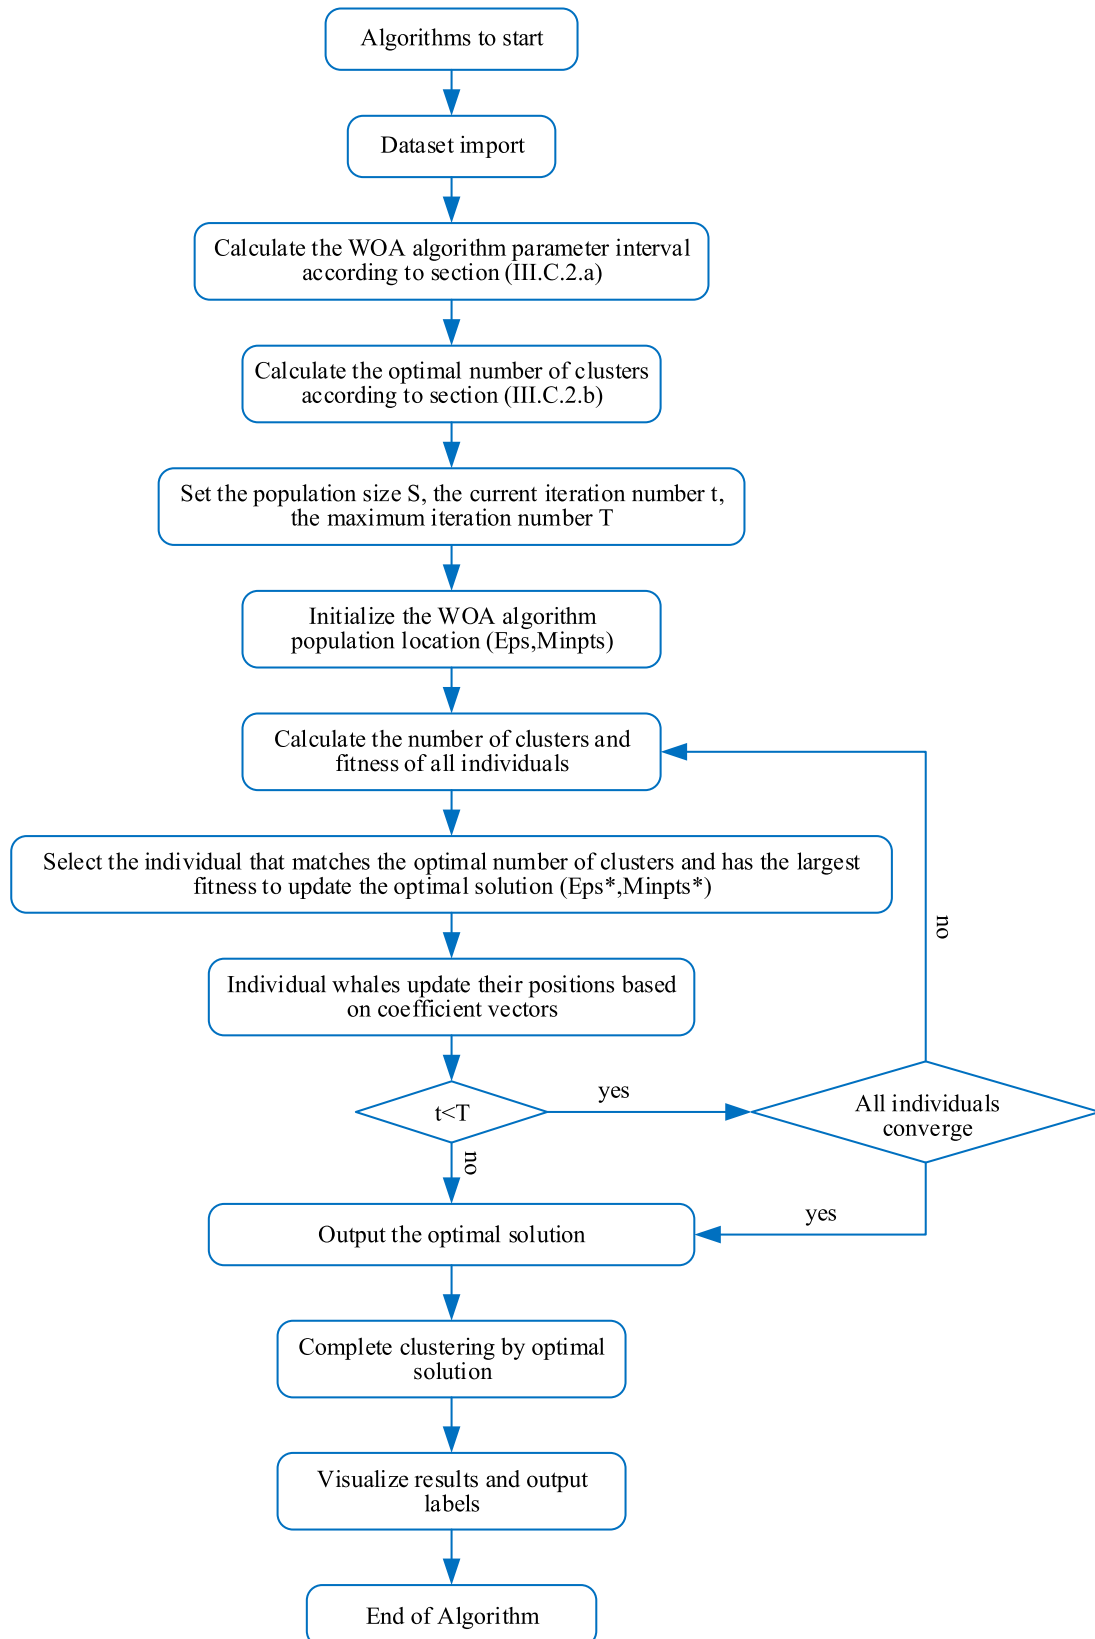 Algorithms to start
Dataset import
Calculate the WOA algorithm parameter interval
according to section (III.C.2.a)
Calculate the optimal number of clusters
according to section (III.C.2.b)
Set the population size S, the current iteration number t,
the maximum iteration number T
Initialize the WOA algorithm
population location (Eps,Minpts)
Calculate the number of clusters and
fitness of all individuals
Select the individual that matches the optimal number of clusters and has the largest
fitness to update the optimal solution (Eps*,Minpts*)
no
Individual whales update their positions based
on coefficient vectors
t<T
yes
All individuals
converge
no
Output the optimal solution
yes
Complete clustering by optimal
solution
Visualize results and output
labels
End of Algorithm